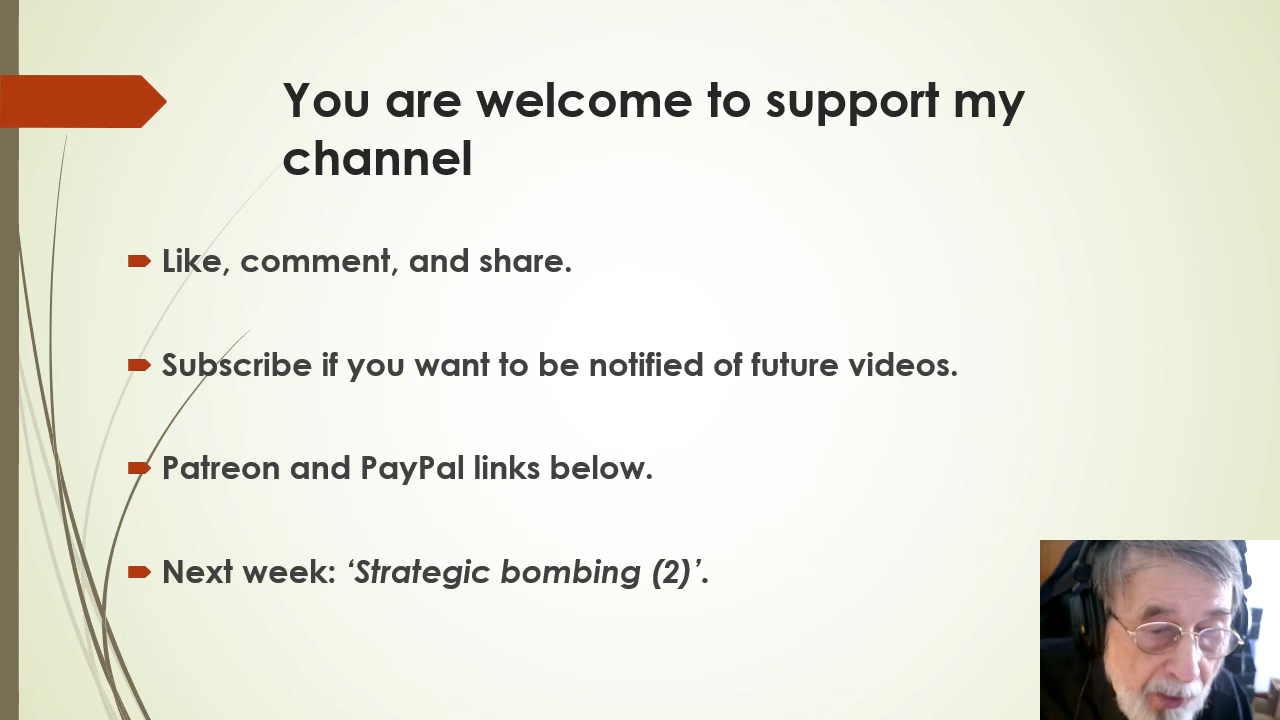 You are welcome to support my
channel
Like, comment, and share.
Subscribe if you want to be notified of future videos.
Patreon and PayPal links below.
Next week: ‘Strategic bombing (2)’.